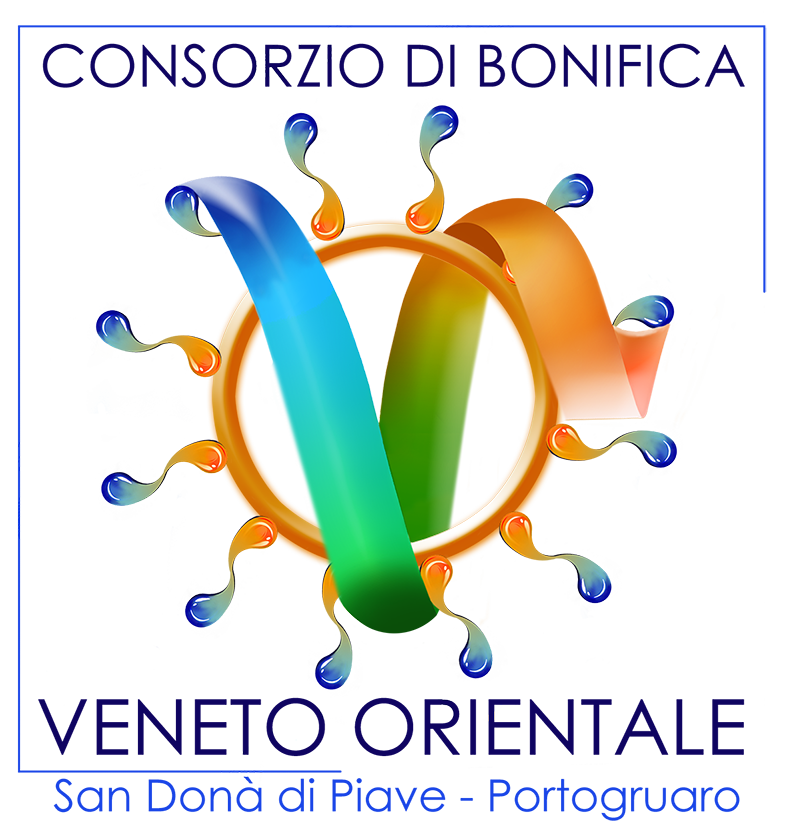 CONSORZIO DI BONIFICA
VENETO ORIENTALE
San Donà di Piave - Portogruaro